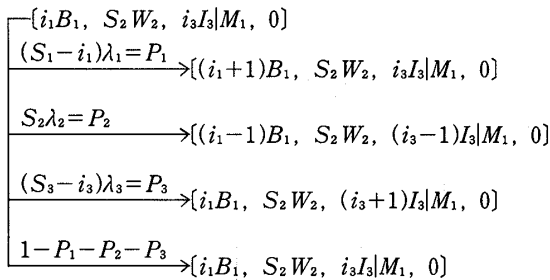 [i₁B₁, S₂W₂, i₃I₃|M₁, 0]
(S₁−i₁)λ₁=P₁ [(i₁+1)B₁, S₂W₂, i₃I₃|M₁, 0]
S₂λ₂=P₂ [(i₁−1)B₁, S₂W₂, (i₃−1)I₃|M₁, 0]
(S₃−i₃)λ₃=P₃ [i₁B₁, S₂W₂, (i₃+1)I₃|M₁, 0]
1−P₁−P₂−P₃ [i₁B₁, S₂W₂, i₃I₃|M₁, 0]